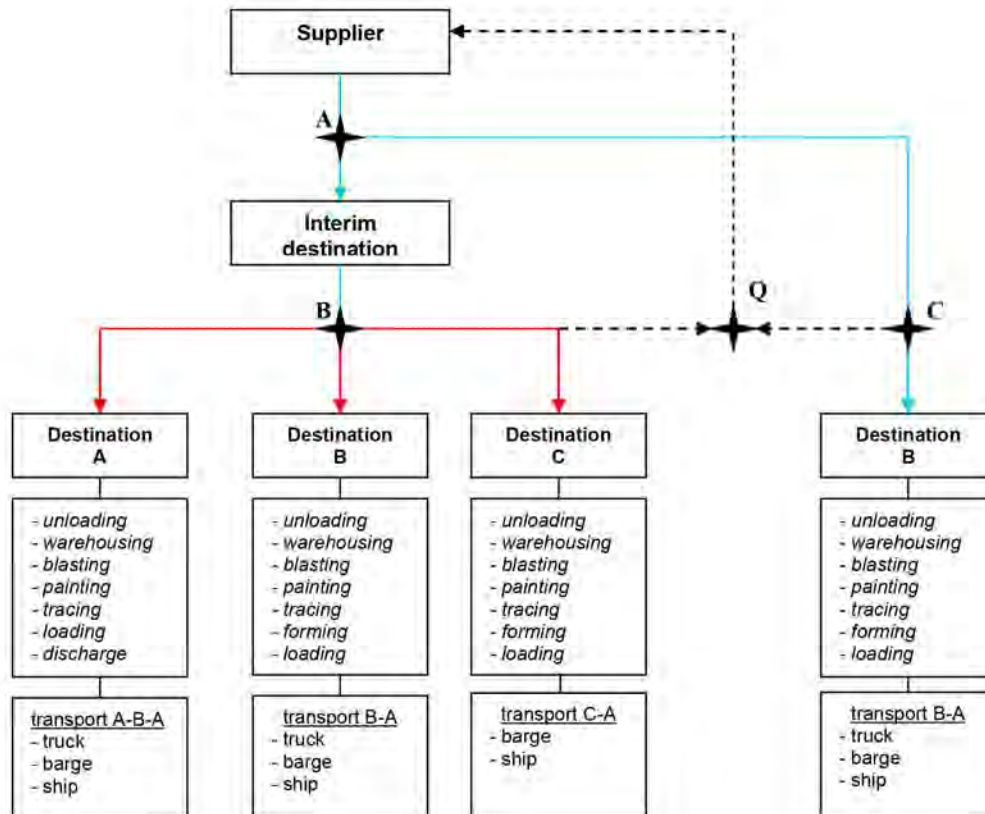 Supplier
A
Interim
destination
B
Q
C
Destination
A
- unloading
- warehousing
- blasting
- painting
- tracing
- loading
- discharge
transport A-B-A
- truck
- barge
- ship
Destination
B
- unloading
- warehousing
- blasting
- painting
- tracing
- forming
- loading
transport B-A
- truck
- barge
- ship
Destination
C
- unloading
- warehousing
- blasting
- painting
- tracing
- forming
- loading
transport C-A
- barge
- ship
Destination
B
- unloading
- warehousing
- blasting
- painting
- tracing
- forming
- loading
transport B-A
- truck
- barge
- ship